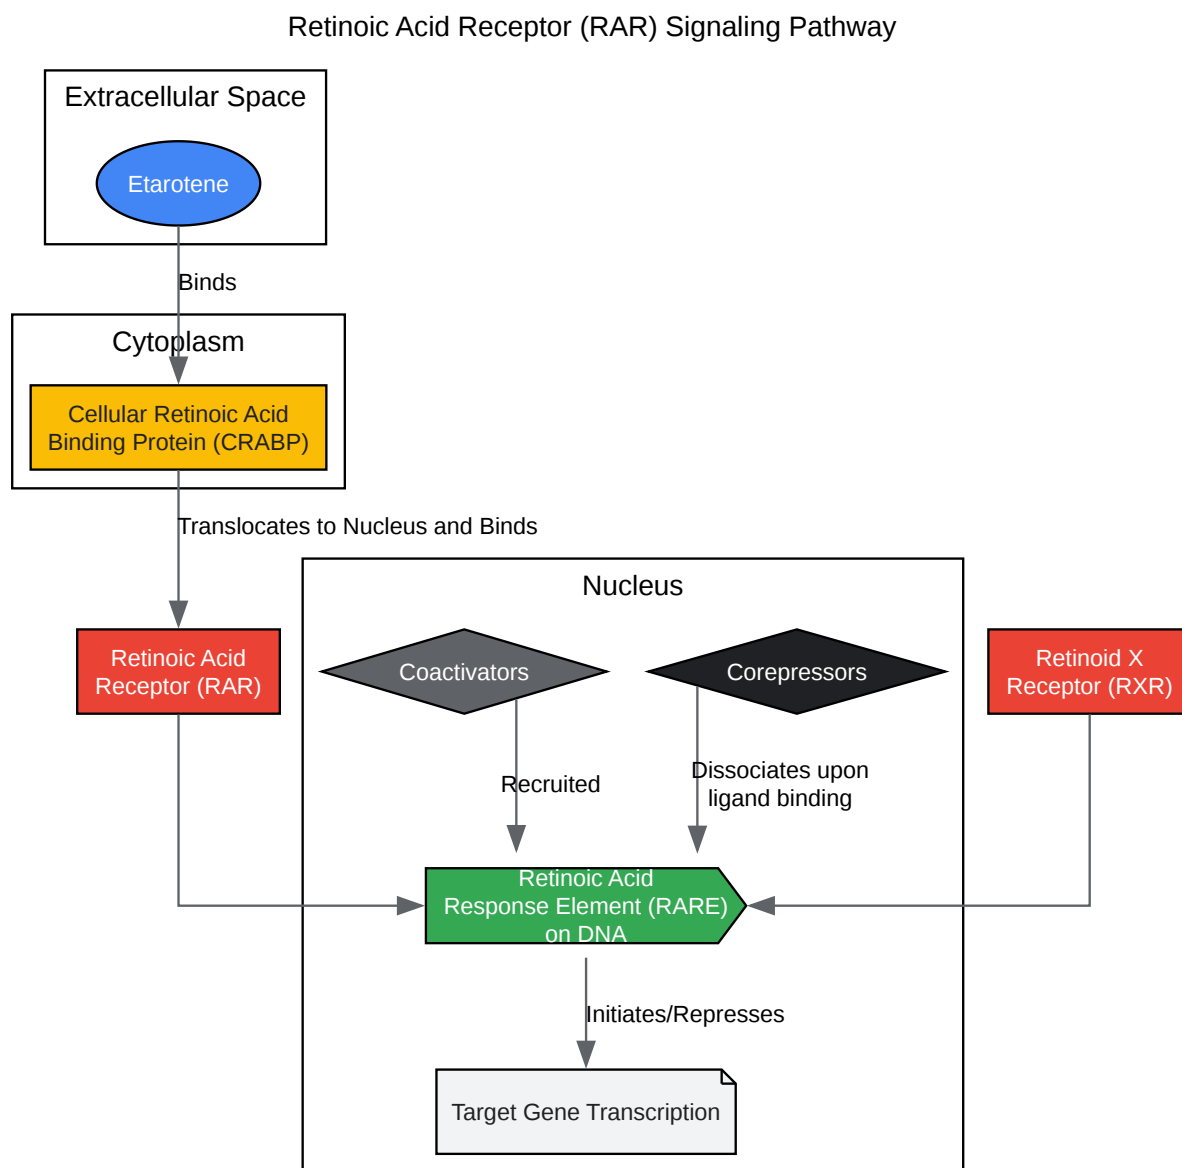 Retinoic Acid Receptor (RAR) Signaling Pathway
Extracellular Space
Etarotene
Binds
Cytoplasm
Cellular Retinoic Acid
Binding Protein (CRABP)
Translocates to Nucleus and Binds
Nucleus
Retinoic Acid
Receptor (RAR)
Coactivators
Corepressors
Retinoid X
Receptor (RXR)
Recruited
Dissociates upon
ligand binding
Retinoic Acid
Response Element (RARE)
on DNA
Initiates/Represses
Target Gene Transcription